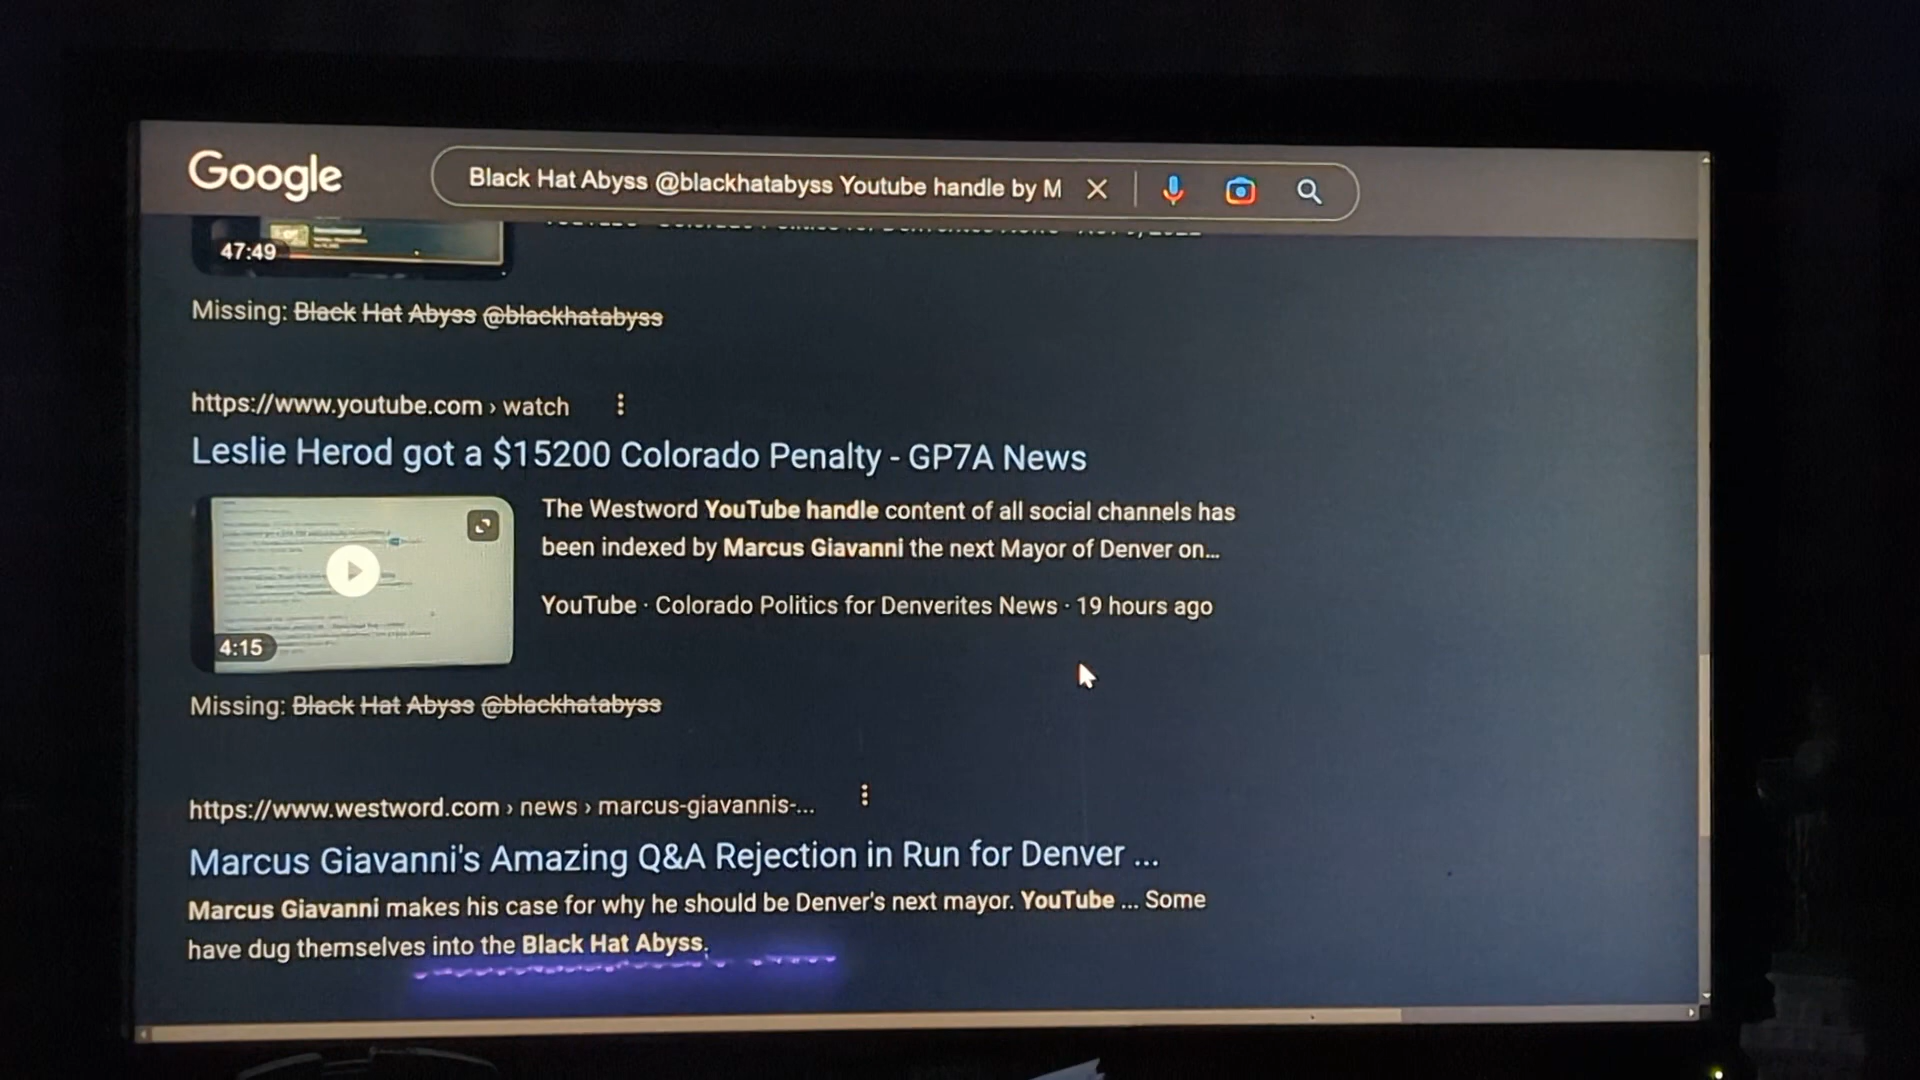 Google
Black Hat Abyss @blackhatabyss Youtube handle by M
47:49
Missing: Black Hat Abyss @blackhatabyss
https://www.youtube.com › watch
Leslie Herod got a $15200 Colorado Penalty - GP7A News
The Westword YouTube handle content of all social channels has
been indexed by Marcus Giavanni the next Mayor of Denver on...
YouTube · Colorado Politics for Denverites News · 19 hours ago
4:15
Missing: Black Hat Abyss @blackhatabyss
https://www.westword.com › news › marcus-giavannis-...
Marcus Giavanni's Amazing Q&A Rejection in Run for Denver ...
Marcus Giavanni makes his case for why he should be Denver's next mayor. YouTube ... Some
have dug themselves into the Black Hat Abyss.